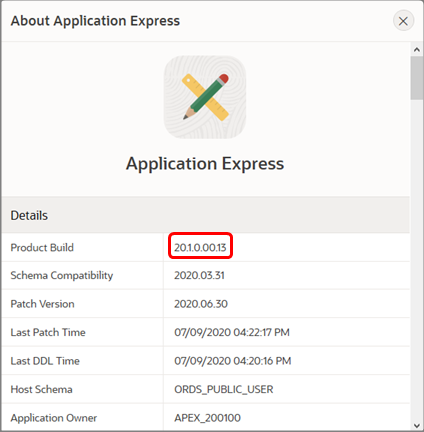 About Application Express
Application Express
Details
Product Build 20.1.0.00.13
Schema Compatibility 2020.03.31
Patch Version 2020.06.30
Last Patch Time 07/09/2020 04:22:17 PM
Last DDL Time 07/09/2020 04:20:16 PM
Host Schema ORDS_PUBLIC_USER
Application Owner APEX_200100